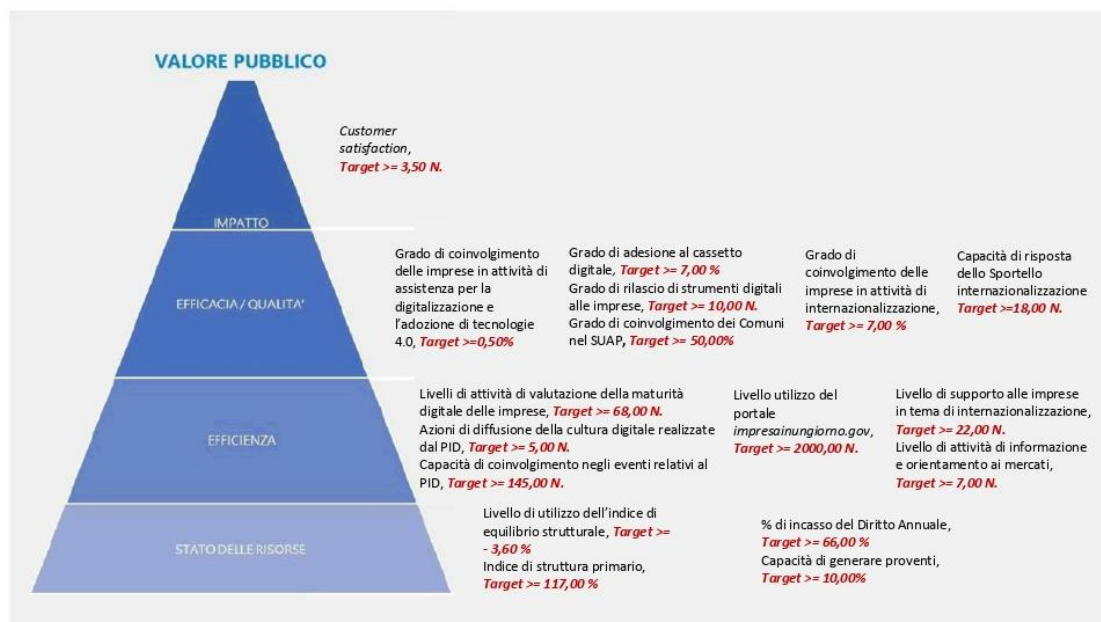 VALORE PUBBLICO
Customer
satisfaction,
Target >= 3,50 N.
IMPATTO
Grado di coinvolgimento
delle imprese in attività di
assistenza per la
digitalizzazione e
l'adozione di tecnologie
4.0, Target >=0,50%
Grado di adesione al cassetto
digitale, Target >= 7,00 %
Grado di rilascio di strumenti digitali
alle imprese, Target >= 10,00 N.
Grado di coinvolgimento dei Comuni
nel SUAP, Target >= 50,00%
Grado di
coinvolgimento delle
imprese in attività di
internazionalizzazione,
Target >= 7,00 %
Capacità di risposta
dello Sportello
internazionalizzazione
Target >=18,00 N.
EFFICACIA / QUALITA'
Livelli di attività di valutazione della maturità
digitale delle imprese, Target >= 68,00 N.
Azioni di diffusione della cultura digitale realizzate
dal PID, Target >= 5,00 N.
Capacità di coinvolgimento negli eventi relativi al
PID, Target >= 145,00 N.
Livello utilizzo del
portale
impresainungiorno.gov,
Target >= 2000,00 N.
Livello di supporto alle imprese
in tema di internazionalizzazione,
Target >= 22,00 N.
Livello di attività di informazione
e orientamento ai mercati,
Target >= 7,00 N.
EFFICIENZA
Livello di utilizzo dell'indice di
equilibrio strutturale, Target >=
- 3,60 %
Indice di struttura primario,
Target >= 117,00 %
% di incasso del Diritto Annuale,
Target >= 66,00 %
Capacità di generare proventi,
Target >= 10,00%
STATO DELLE RISORSE